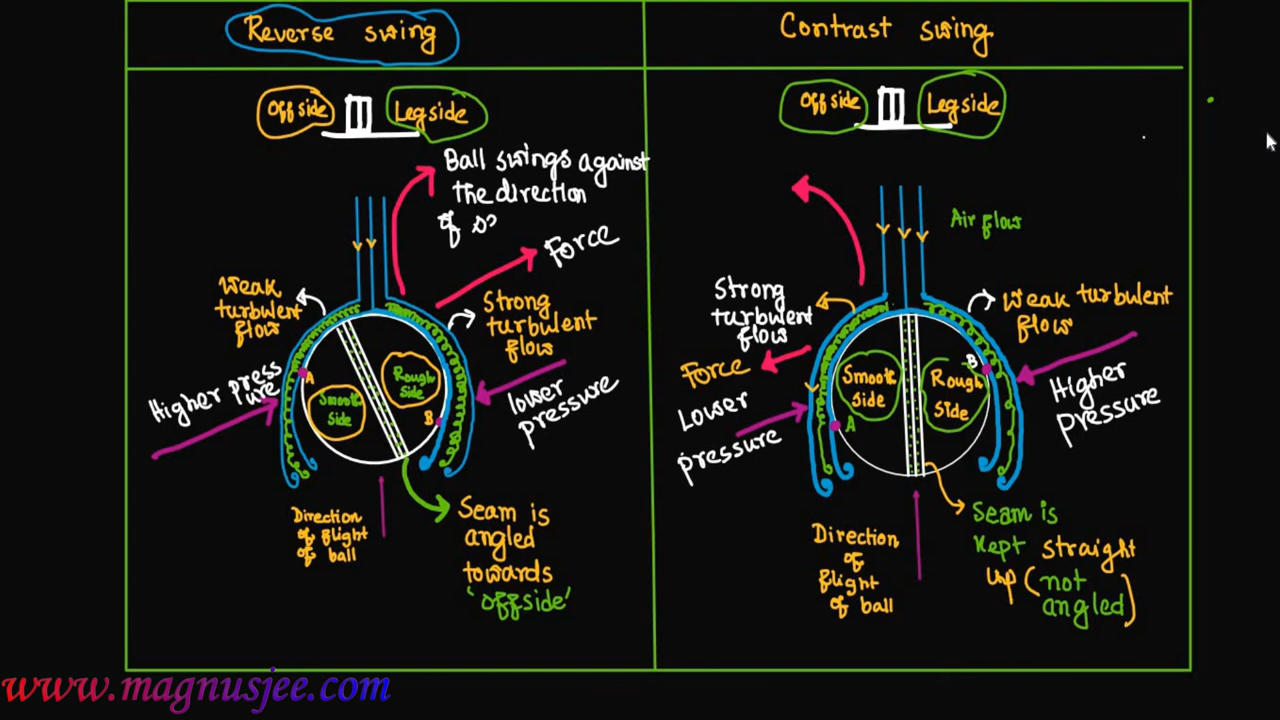 Reverse swing
Contrast swing
Offside
Legside
Ball swings against
the direction
of
Force
Weak
turbulent
flow
Strong
turbulent
flow
Higher press
ure
A
Smooth
Side
Rough
Side
B
lower
pressure
Direction
of flight
of ball
Seam is
angled
towards
'offside'
Offside
Legside
Air flow
Strong
turbulent
flow
Weak turbulent
flow
Force
Lower
pressure
Smooth
Side
A
Rough
Side
B
Higher
pressure
Direction
of
flight
of ball
Seam is
kept straight
up (not
angled)
www.magnusjee.com